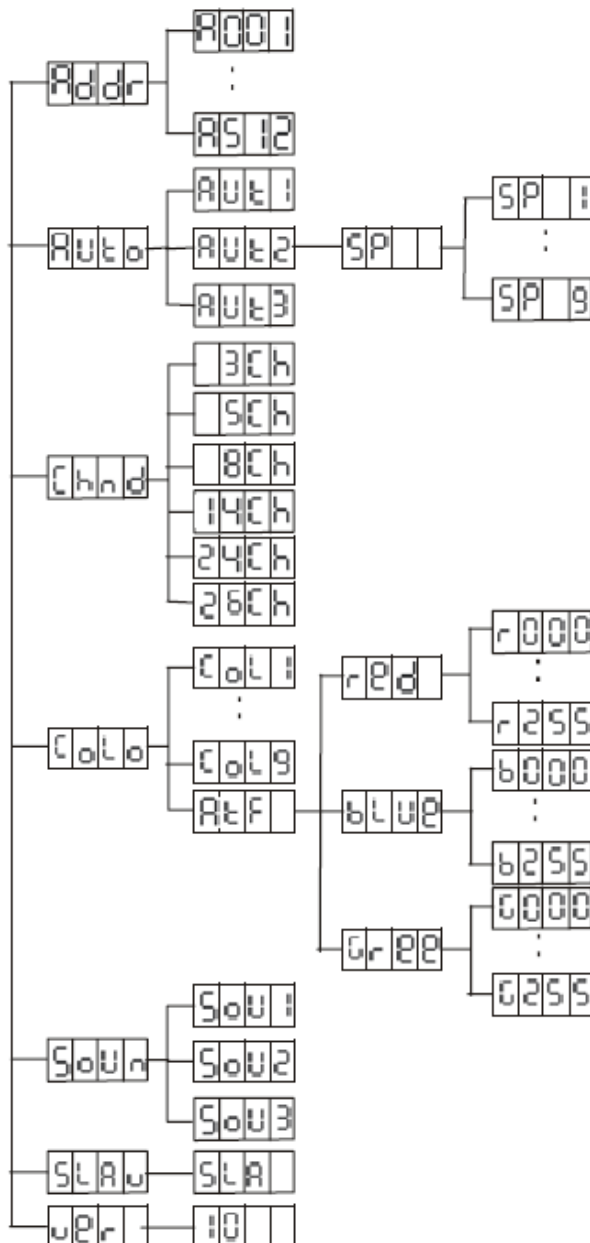 A001
Addr
AS12
AUt1
SP 1
AUto
AUt2
SP
AUt3
SP 9
3Ch
5Ch
Chnd
8Ch
14Ch
24Ch
26Ch
r000
CoL1
red
r255
CoLo
CoL9
b000
AtF
bLUe
b255
G000
Gree
G255
SoU1
SoUn
SoU2
SoU3
SLAv
SLA
ver
10